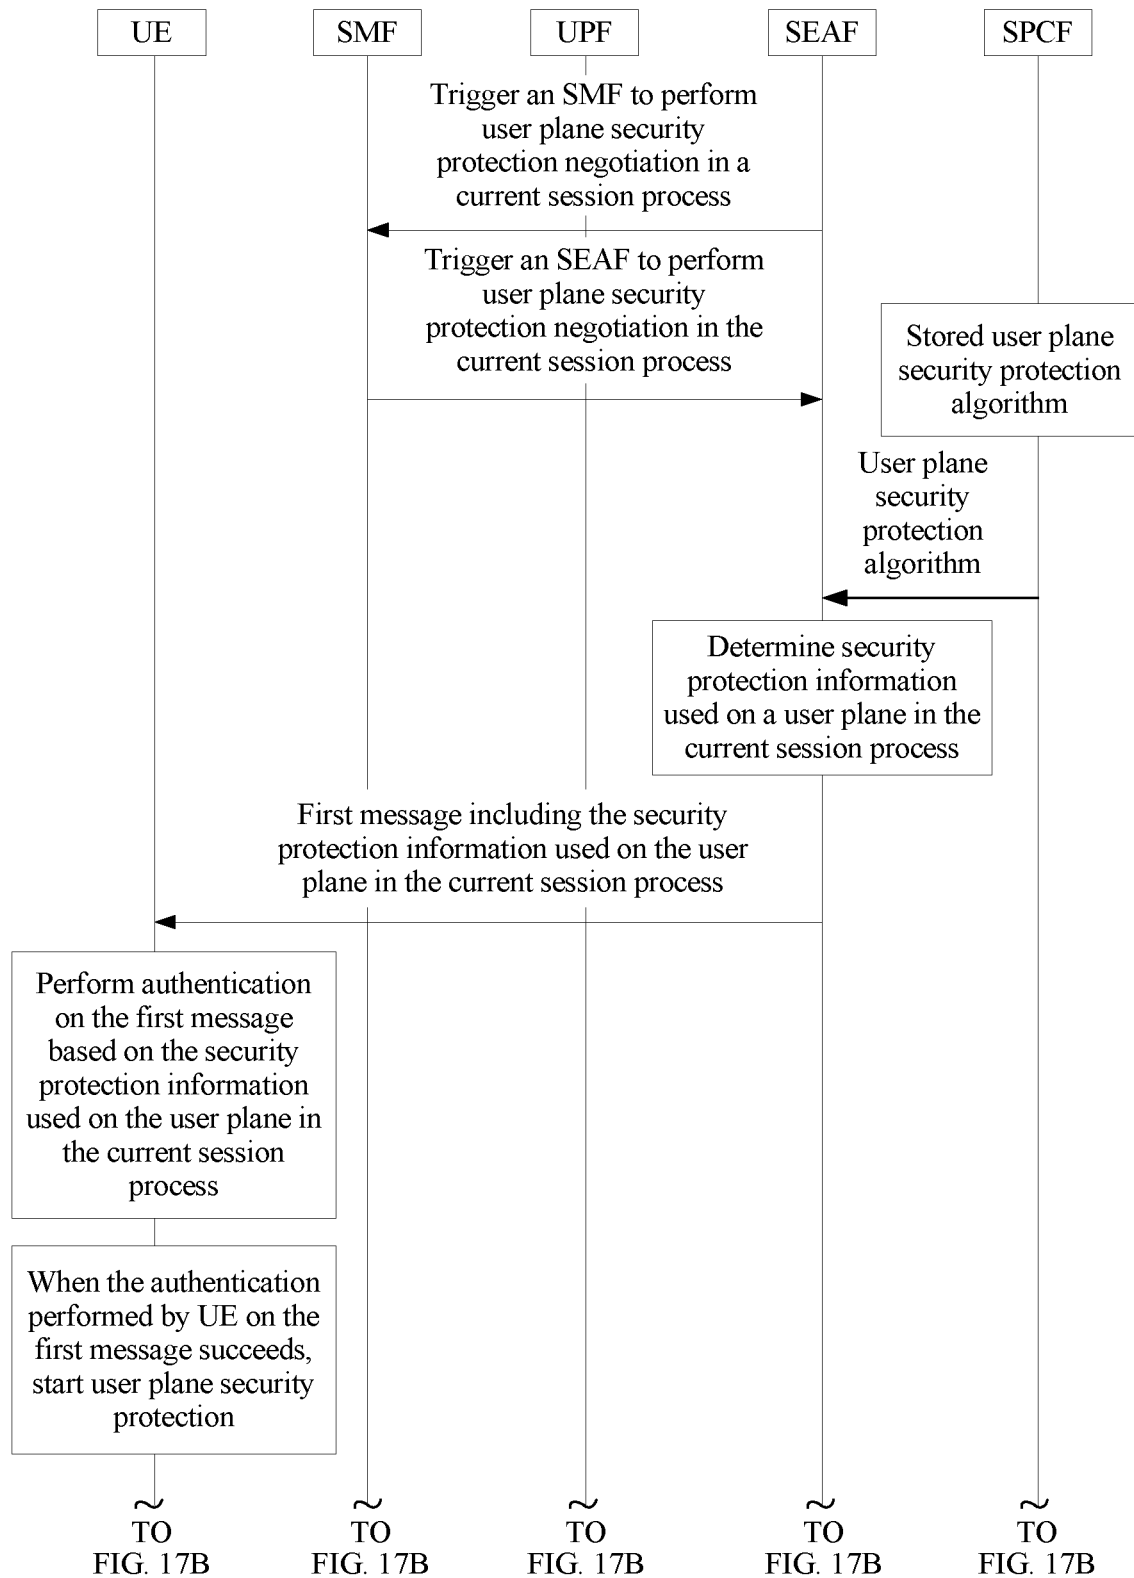 UE
SMF
UPF
SEAF
SPCF
Trigger an SMF to perform
user plane security
protection negotiation in a
current session process
Trigger an SEAF to perform
user plane security
protection negotiation in the
current session process
Stored user plane
security protection
algorithm
User plane
security
protection
algorithm
Determine security
protection information
used on a user plane in the
current session process
First message including the security
protection information used on the user
plane in the current session process
Perform authentication
on the first message
based on the security
protection information
used on the user plane in
the current session
process
When the authentication
performed by UE on the
first message succeeds,
start user plane security
protection
TO
FIG. 17B
TO
FIG. 17B
TO
FIG. 17B
TO
FIG. 17B
TO
FIG. 17B